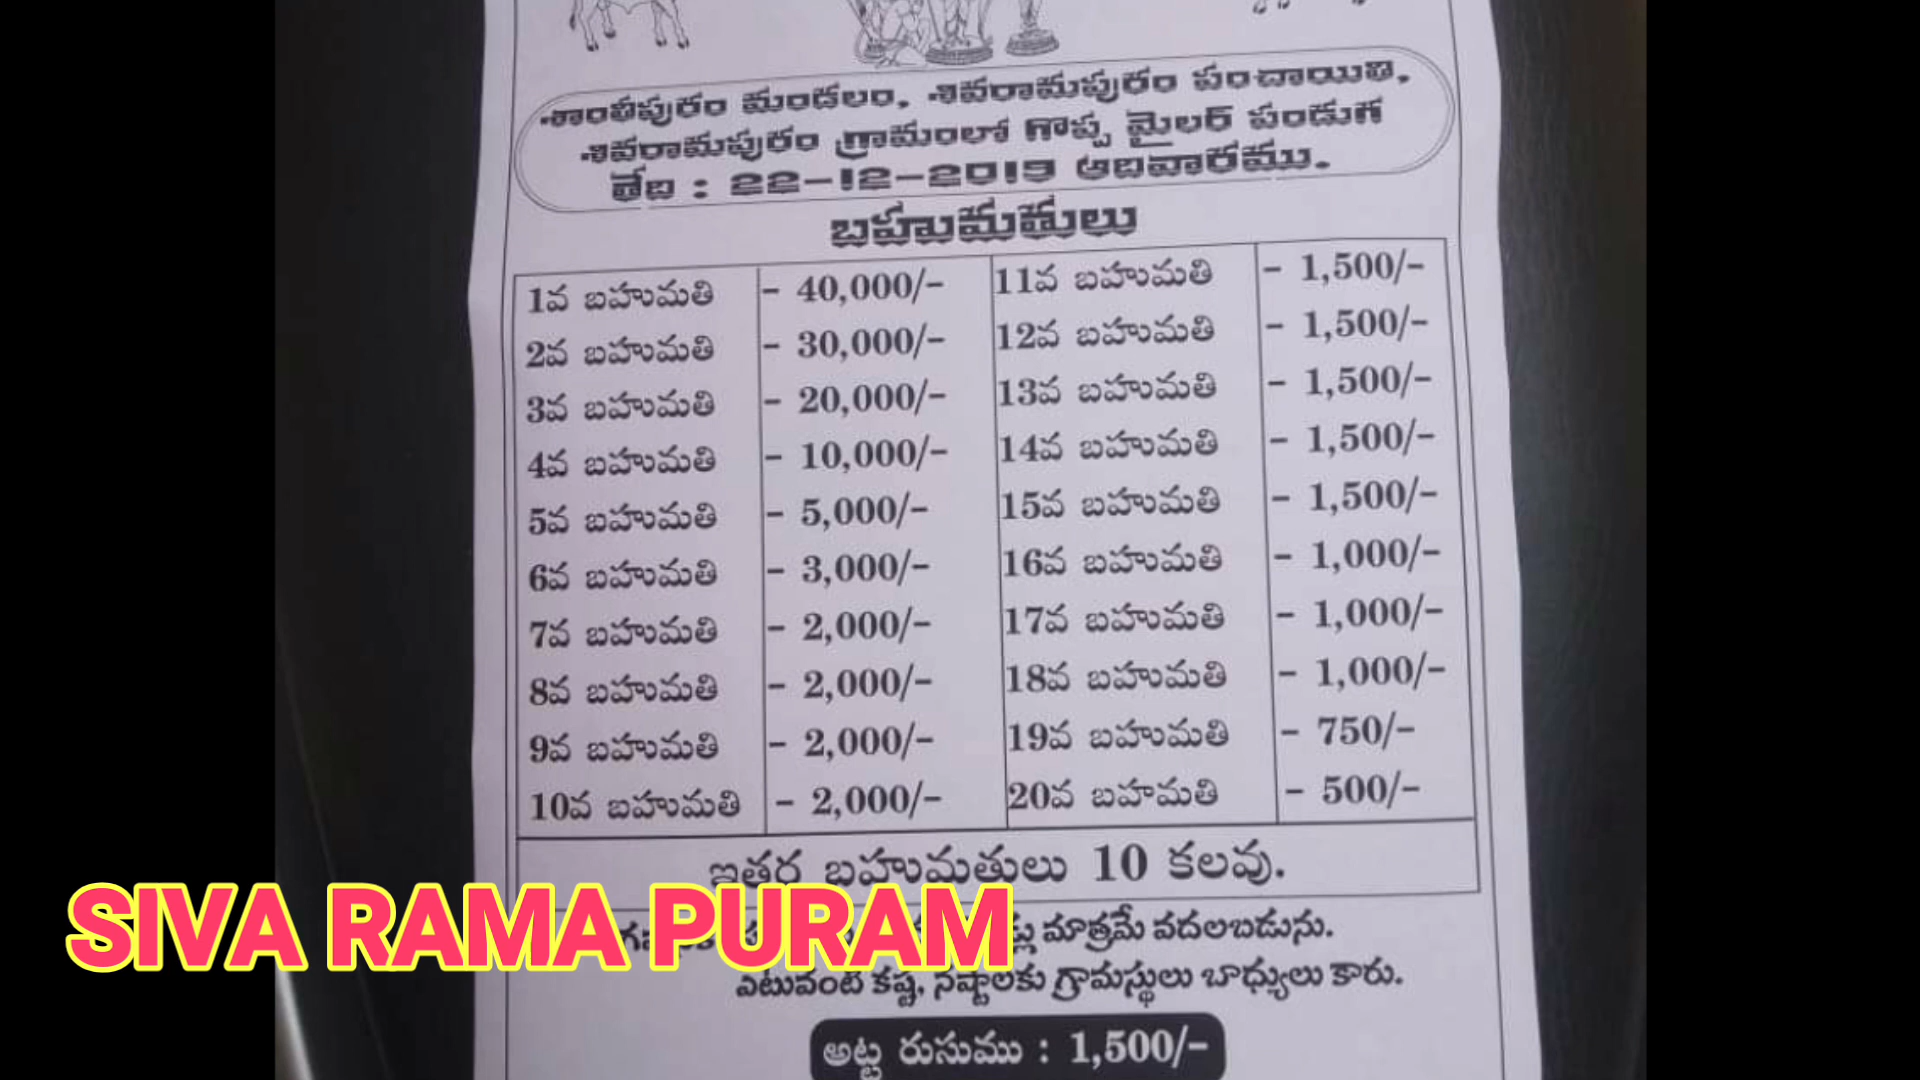 శాంతిపురం మండలం, శివరామపురం పంచాయితి,
శివరామపురం గ్రామంలో గొప్ప మైలర్ పండుగ
తేది : 22-12-2019 ఆదివారము.
బహుమతులు
1వ బహుమతి - 40,000/- 11వ బహుమతి - 1,500/-
2వ బహుమతి - 30,000/- 12వ బహుమతి - 1,500/-
3వ బహుమతి - 20,000/- 13వ బహుమతి - 1,500/-
4వ బహుమతి - 10,000/- 14వ బహుమతి - 1,500/-
5వ బహుమతి - 5,000/- 15వ బహుమతి - 1,500/-
6వ బహుమతి - 3,000/- 16వ బహుమతి - 1,000/-
7వ బహుమతి - 2,000/- 17వ బహుమతి - 1,000/-
8వ బహుమతి - 2,000/- 18వ బహుమతి - 1,000/-
9వ బహుమతి - 2,000/- 19వ బహుమతి - 750/-
10వ బహుమతి - 2,000/- 20వ బహమతి - 500/-
ఇతర బహుమతులు 10 కలవు.
SIVA RAMA PURAM
మాత్రమే వదలబడును.
ఎటువంటి కష్ట, నష్టాలకు గ్రామస్థులు బాధ్యులు కారు.
అట్ట రుసుము : 1,500/-